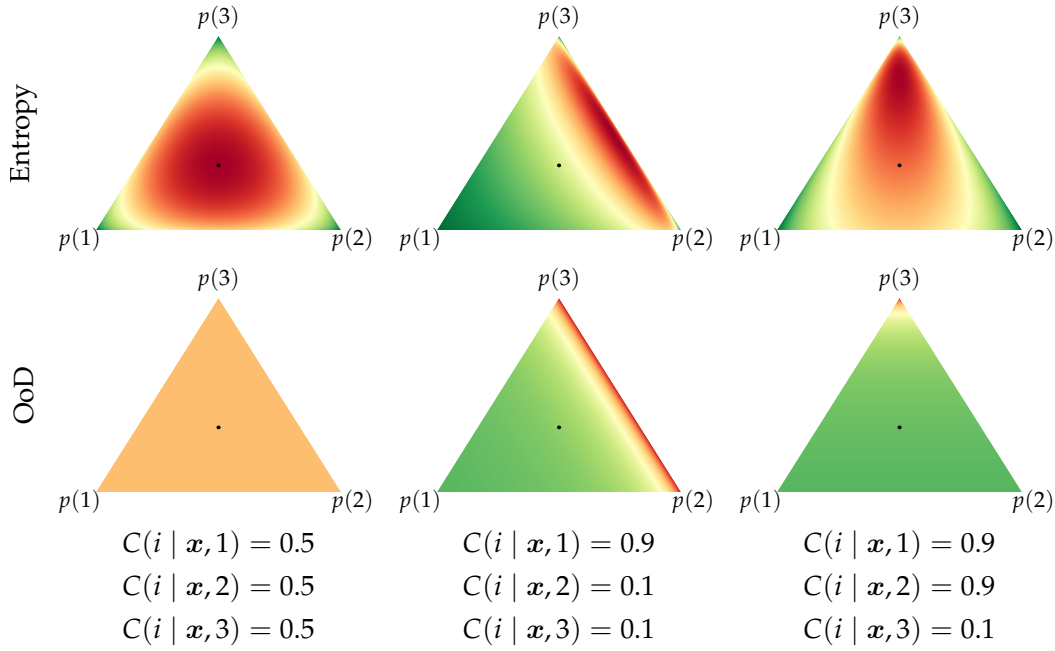 p(3) p(3) p(3)
Entropy
p(1) p(2) p(1) p(2) p(1) p(2)
p(3) p(3) p(3)
OoD
p(1) p(2) p(1) p(2) p(1) p(2)
C(i | x, 1) = 0.5 C(i | x, 1) = 0.9 C(i | x, 1) = 0.9
C(i | x, 2) = 0.5 C(i | x, 2) = 0.1 C(i | x, 2) = 0.9
C(i | x, 3) = 0.5 C(i | x, 3) = 0.1 C(i | x, 3) = 0.1